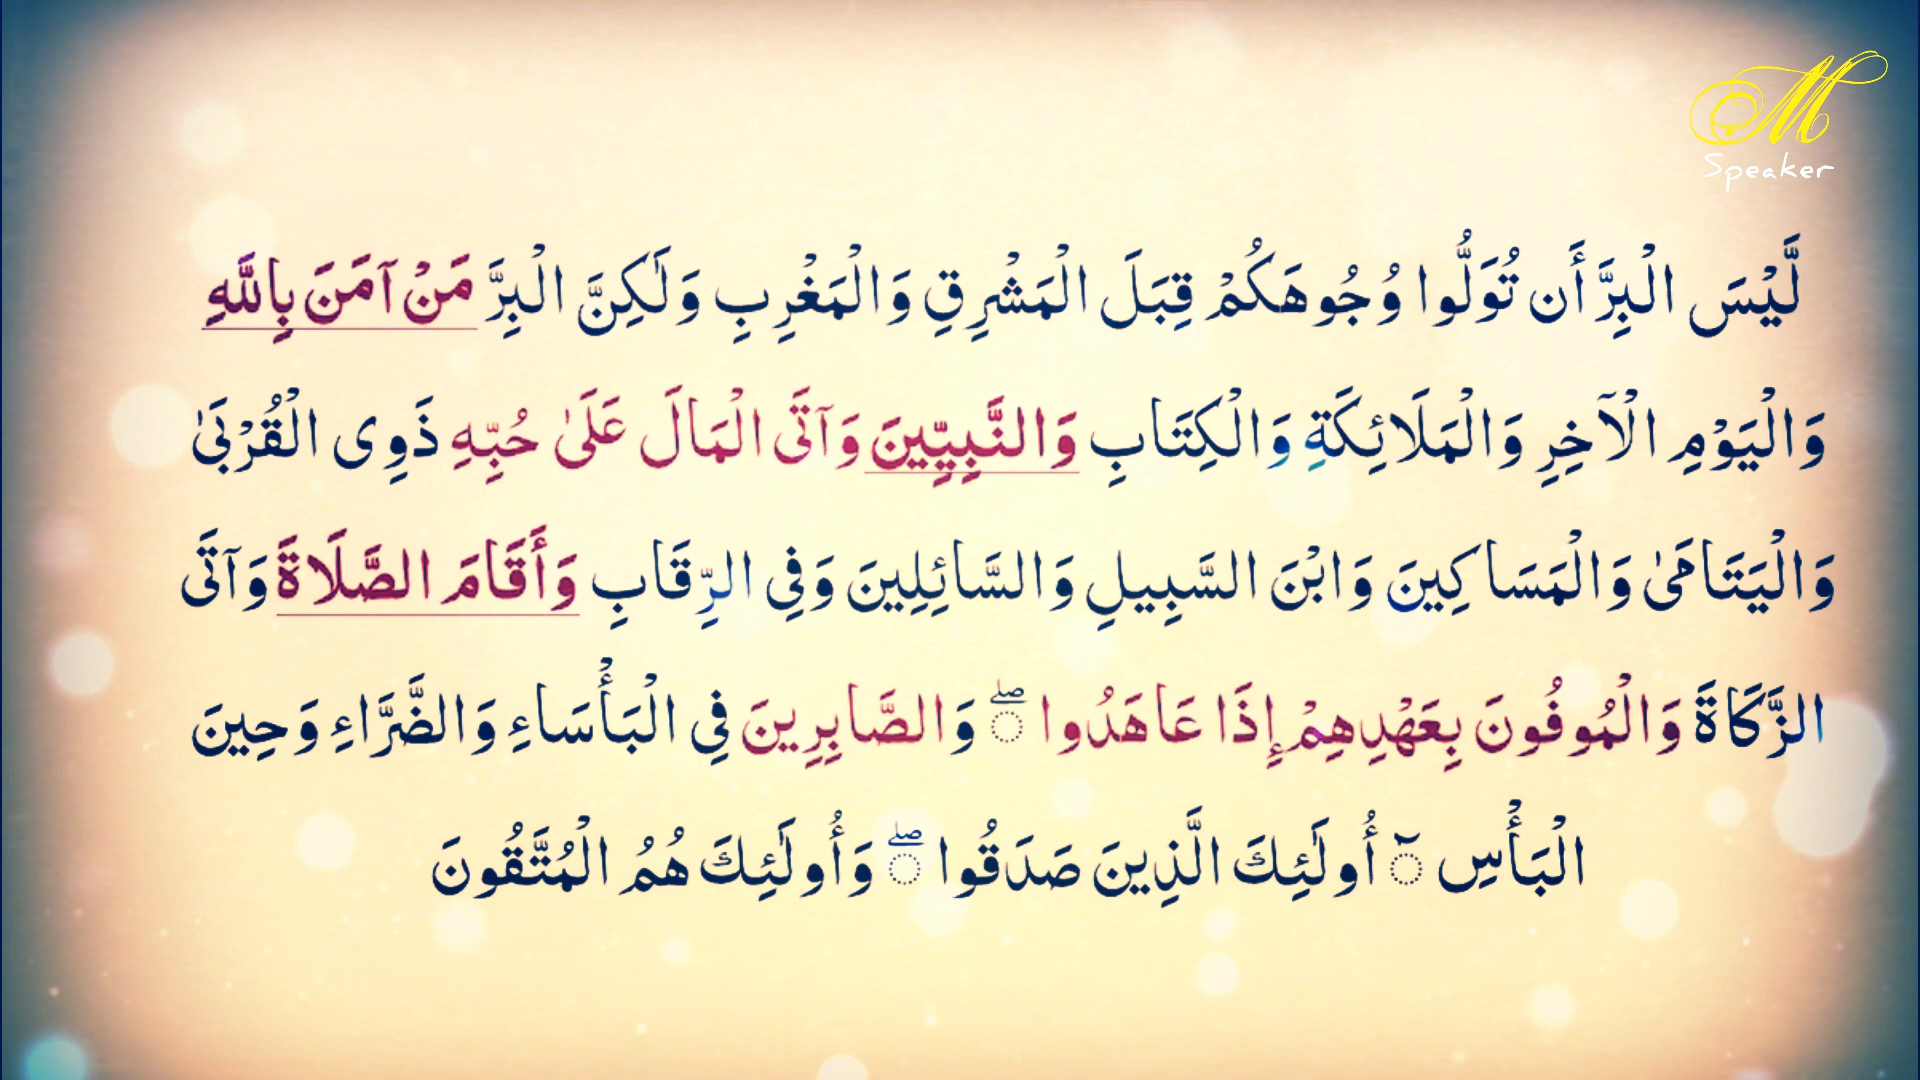 M
Speaker
لَّيْسَ الْبِرَّ أَن تُوَلُّوا وُجُوهَكُمْ قِبَلَ الْمَشْرِقِ وَالْمَغْرِبِ وَلَٰكِنَّ الْبِرَّ مَنْ آمَنَ بِاللَّهِ
وَالْيَوْمِ الْآخِرِ وَالْمَلَائِكَةِ وَالْكِتَابِ وَالنَّبِيِّينَ وَآتَى الْمَالَ عَلَىٰ حُبِّهِ ذَوِى الْقُرْبَىٰ
وَالْيَتَامَىٰ وَالْمَسَاكِينَ وَابْنَ السَّبِيلِ وَالسَّائِلِينَ وَفِى الرِّقَابِ وَأَقَامَ الصَّلَاةَ وَآتَى
الزَّكَاةَ وَالْمُوفُونَ بِعَهْدِهِمْ إِذَا عَاهَدُوا ۖ وَالصَّابِرِينَ فِى الْبَأْسَاءِ وَالضَّرَّاءِ وَحِينَ
الْبَأْسِ ۤ أُولَٰئِكَ الَّذِينَ صَدَقُوا ۖ وَأُولَٰئِكَ هُمُ الْمُتَّقُونَ